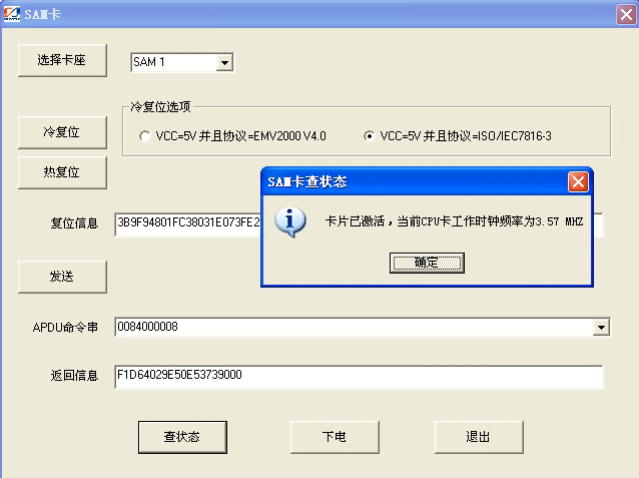 SAM卡
选择卡座
SAM 1
冷复位选项
冷复位
VCC=5V 并且协议=EMV2000 V4.0
VCC=5V 并且协议=ISO/IEC7816-3
热复位
SAM卡查状态
卡片已激活，当前CPU卡工作时钟频率为3.57 MHZ
确定
复位信息
3B9F94801FC38031E073FE2
发送
APDU命令串
0084000008
返回信息
F1D64029E50E53739000
查状态
下电
退出